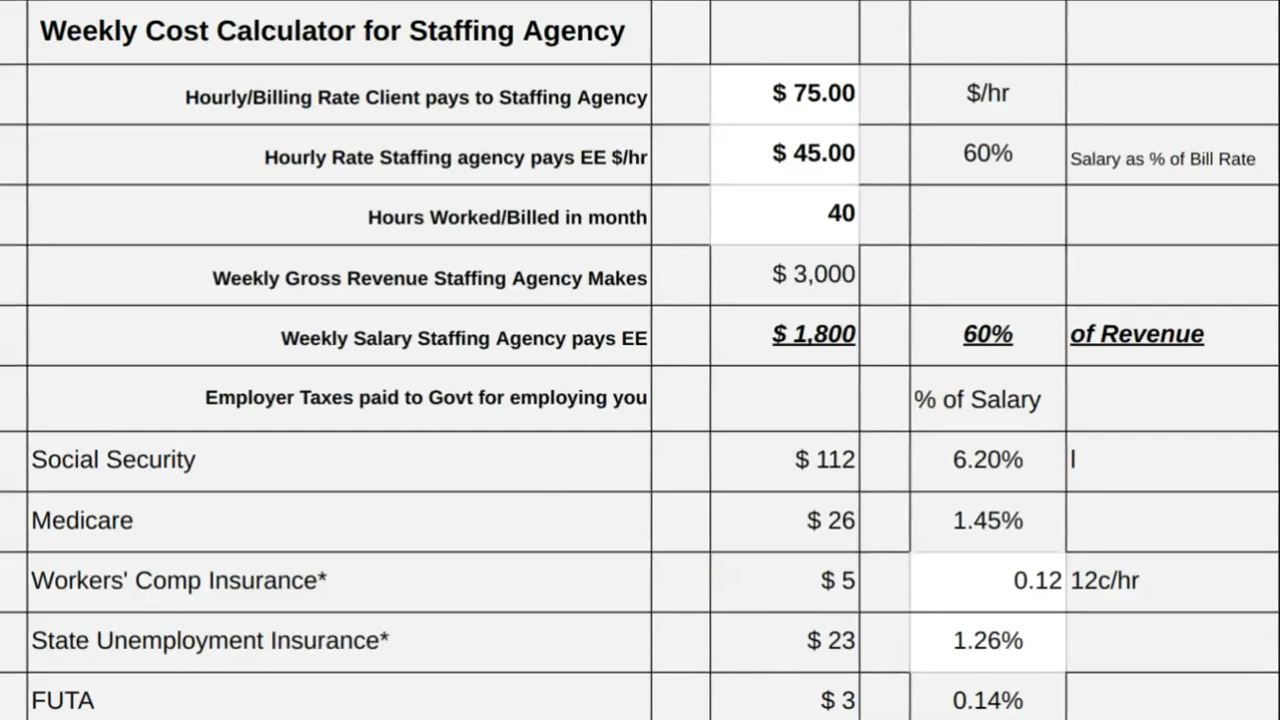 Weekly Cost Calculator for Staffing Agency
Hourly/Billing Rate Client pays to Staffing Agency $ 75.00 $/hr
Hourly Rate Staffing agency pays EE $/hr $ 45.00 60% Salary as % of Bill Rate
Hours Worked/Billed in month 40
Weekly Gross Revenue Staffing Agency Makes $ 3,000
Weekly Salary Staffing Agency pays EE $ 1,800 60% of Revenue
Employer Taxes paid to Govt for employing you % of Salary
Social Security $ 112 6.20% l
Medicare $ 26 1.45%
Workers' Comp Insurance* $ 5 0.12 12c/hr
State Unemployment Insurance* $ 23 1.26%
FUTA $ 3 0.14%